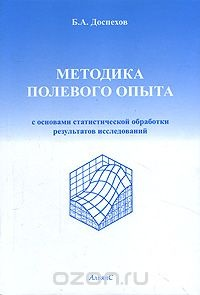 Б.А. Доспехов
МЕТОДИКА
ПОЛЕВОГО ОПЫТА
с основами статистической обработки
результатов исследований
АльянС
OZON.RU